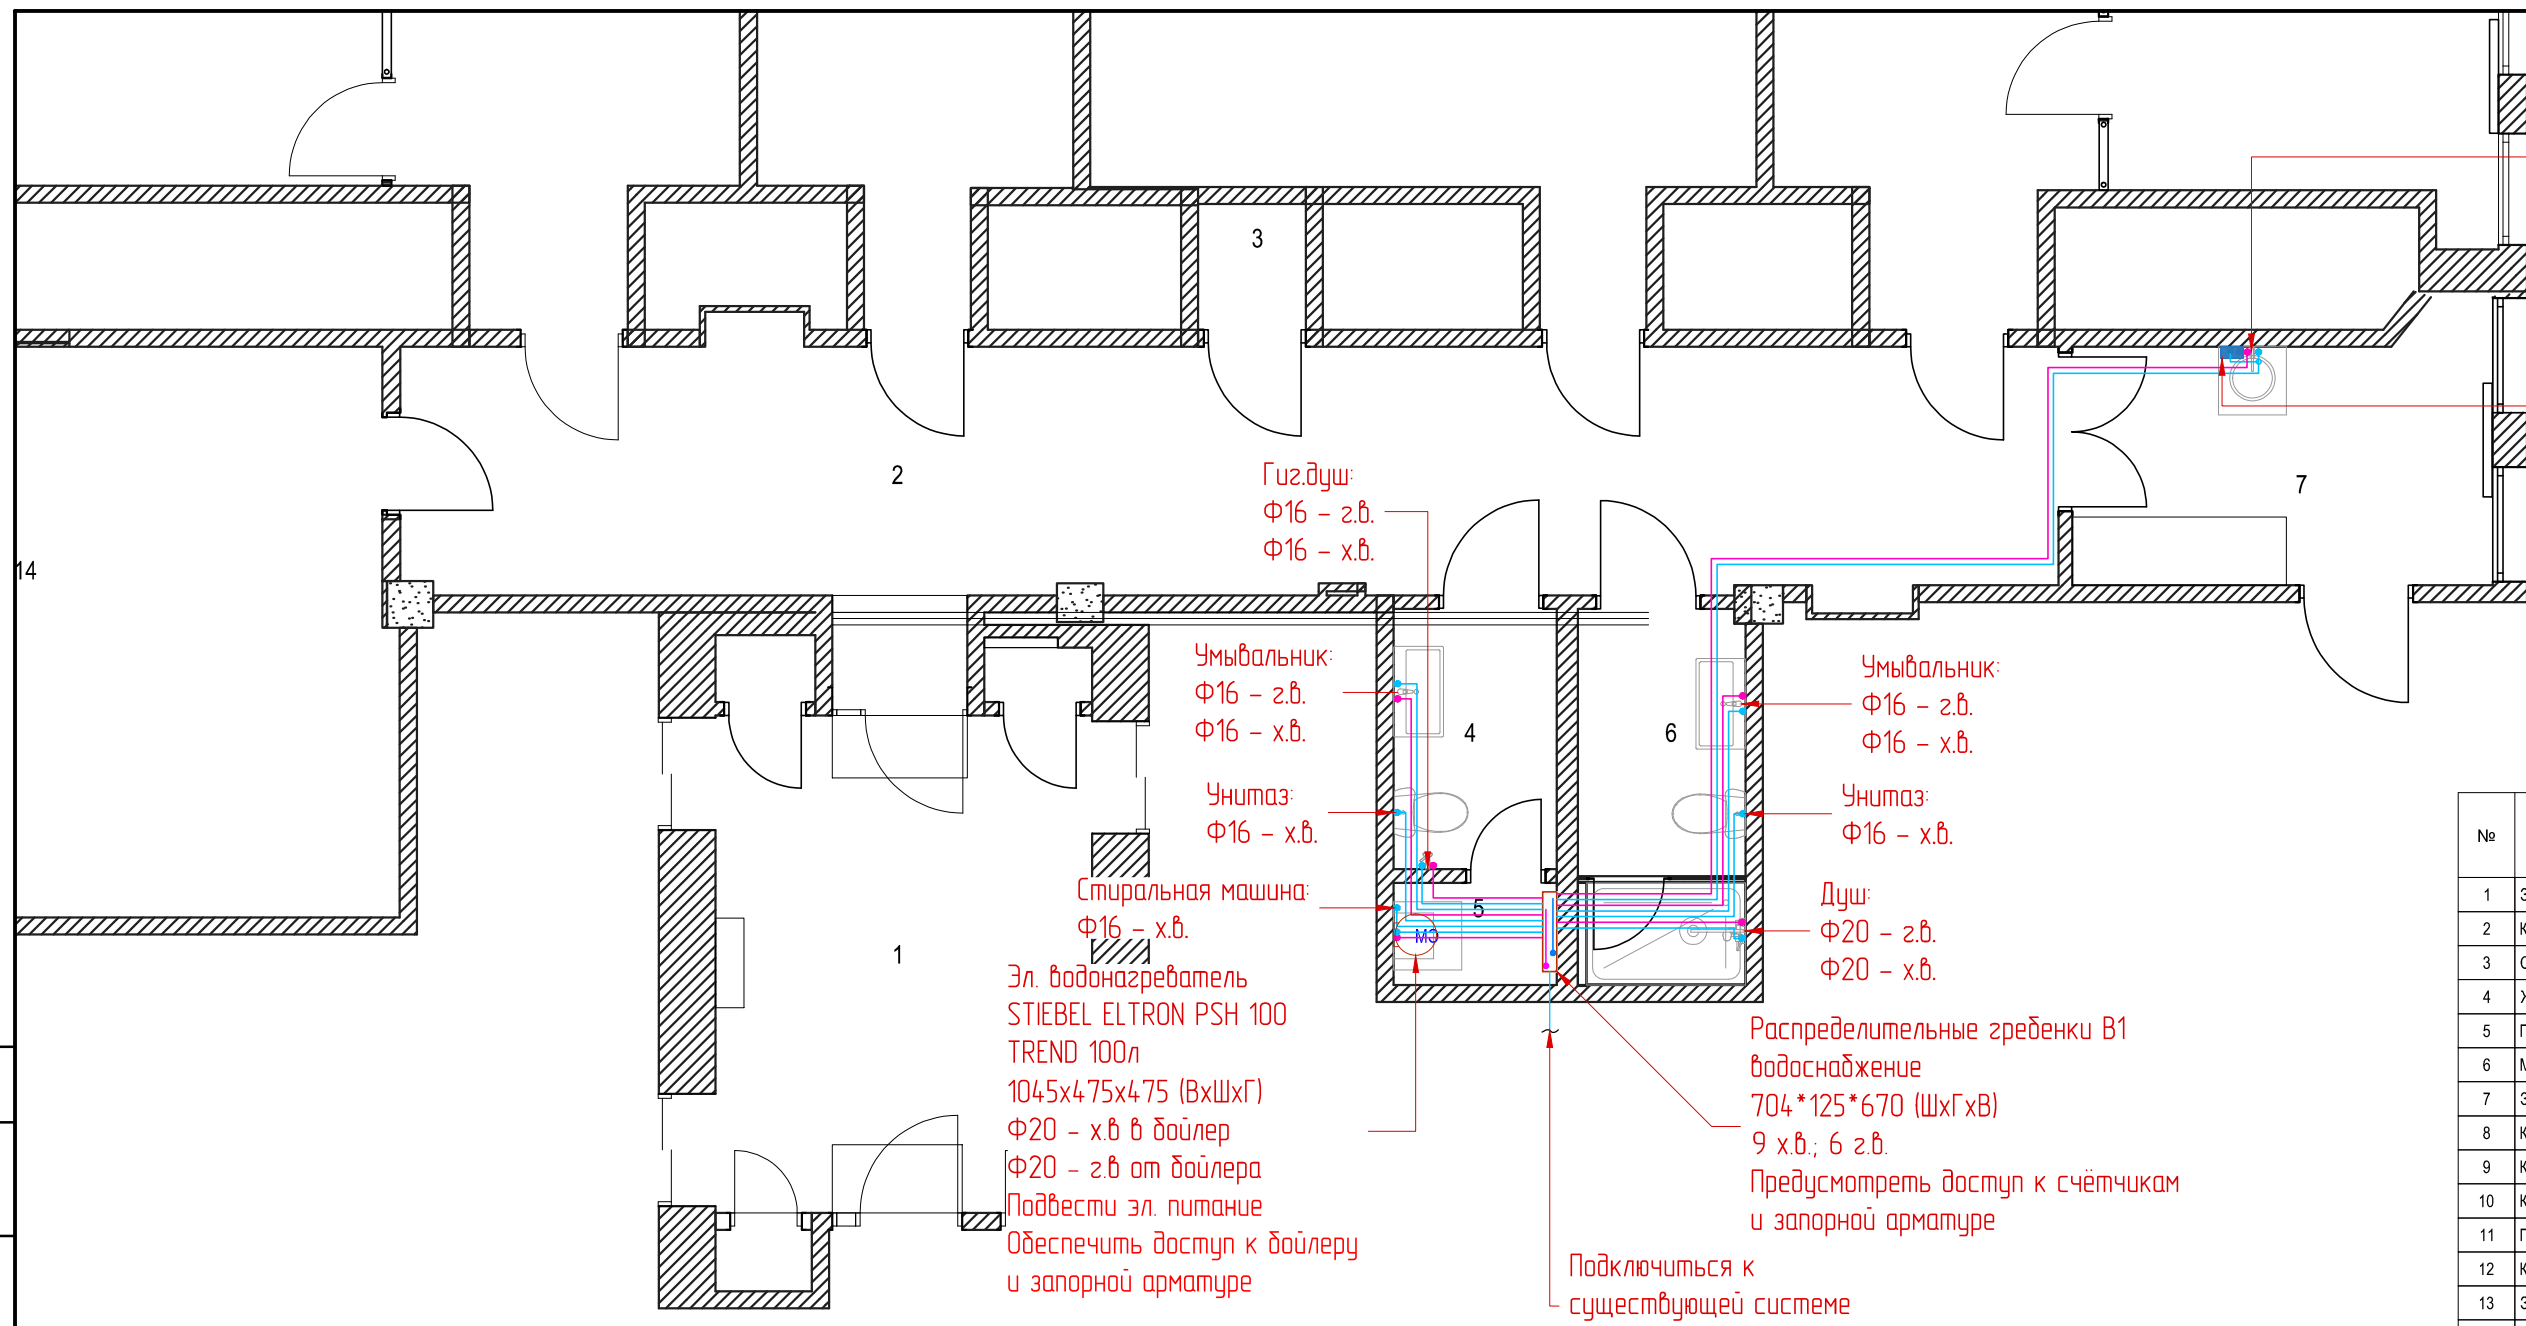 3
2
7
14
Гиг.душ:
Ф16 – г.в.
Ф16 – х.в.
Умывальник:
Ф16 – г.в.
Ф16 – х.в.
4
6
Умывальник:
Ф16 – г.в.
Ф16 – х.в.
Унитаз:
Ф16 – х.в.
Унитаз:
Ф16 – х.в.
Стиральная машина:
Ф16 – х.в.
5
МЭ
Душ:
Ф20 – г.в.
Ф20 – х.в.
1
Эл. водонагреватель
STIEBEL ELTRON PSH 100
TREND 100л
1045х475х475 (ВхШхГ)
Ф20 – х.в в бойлер
Ф20 – г.в от бойлера
Подвести эл. питание
Обеспечить доступ к бойлеру
и запорной арматуре
Распределительные гребенки В1
водоснабжение
704*125*670 (ШхГхВ)
9 х.в.; 6 г.в.
Предусмотреть доступ к счётчикам
и запорной арматуре
Подключиться к
существующей системе
№
1
2
3
4
5
6
7
8
9
10
11
12
13